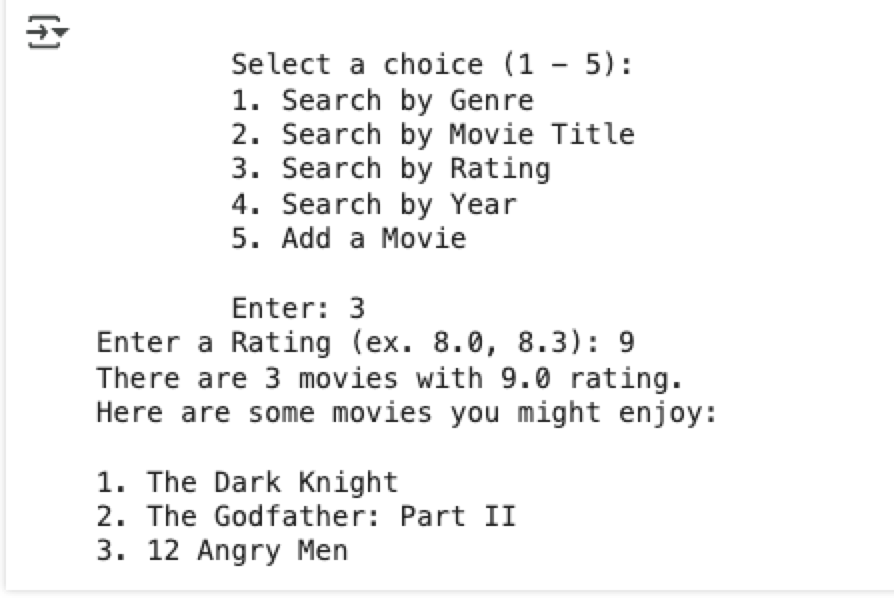 Select a choice (1 – 5):
1. Search by Genre
2. Search by Movie Title
3. Search by Rating
4. Search by Year
5. Add a Movie
Enter: 3
Enter a Rating (ex. 8.0, 8.3): 9
There are 3 movies with 9.0 rating.
Here are some movies you might enjoy:
1. The Dark Knight
2. The Godfather: Part II
3. 12 Angry Men